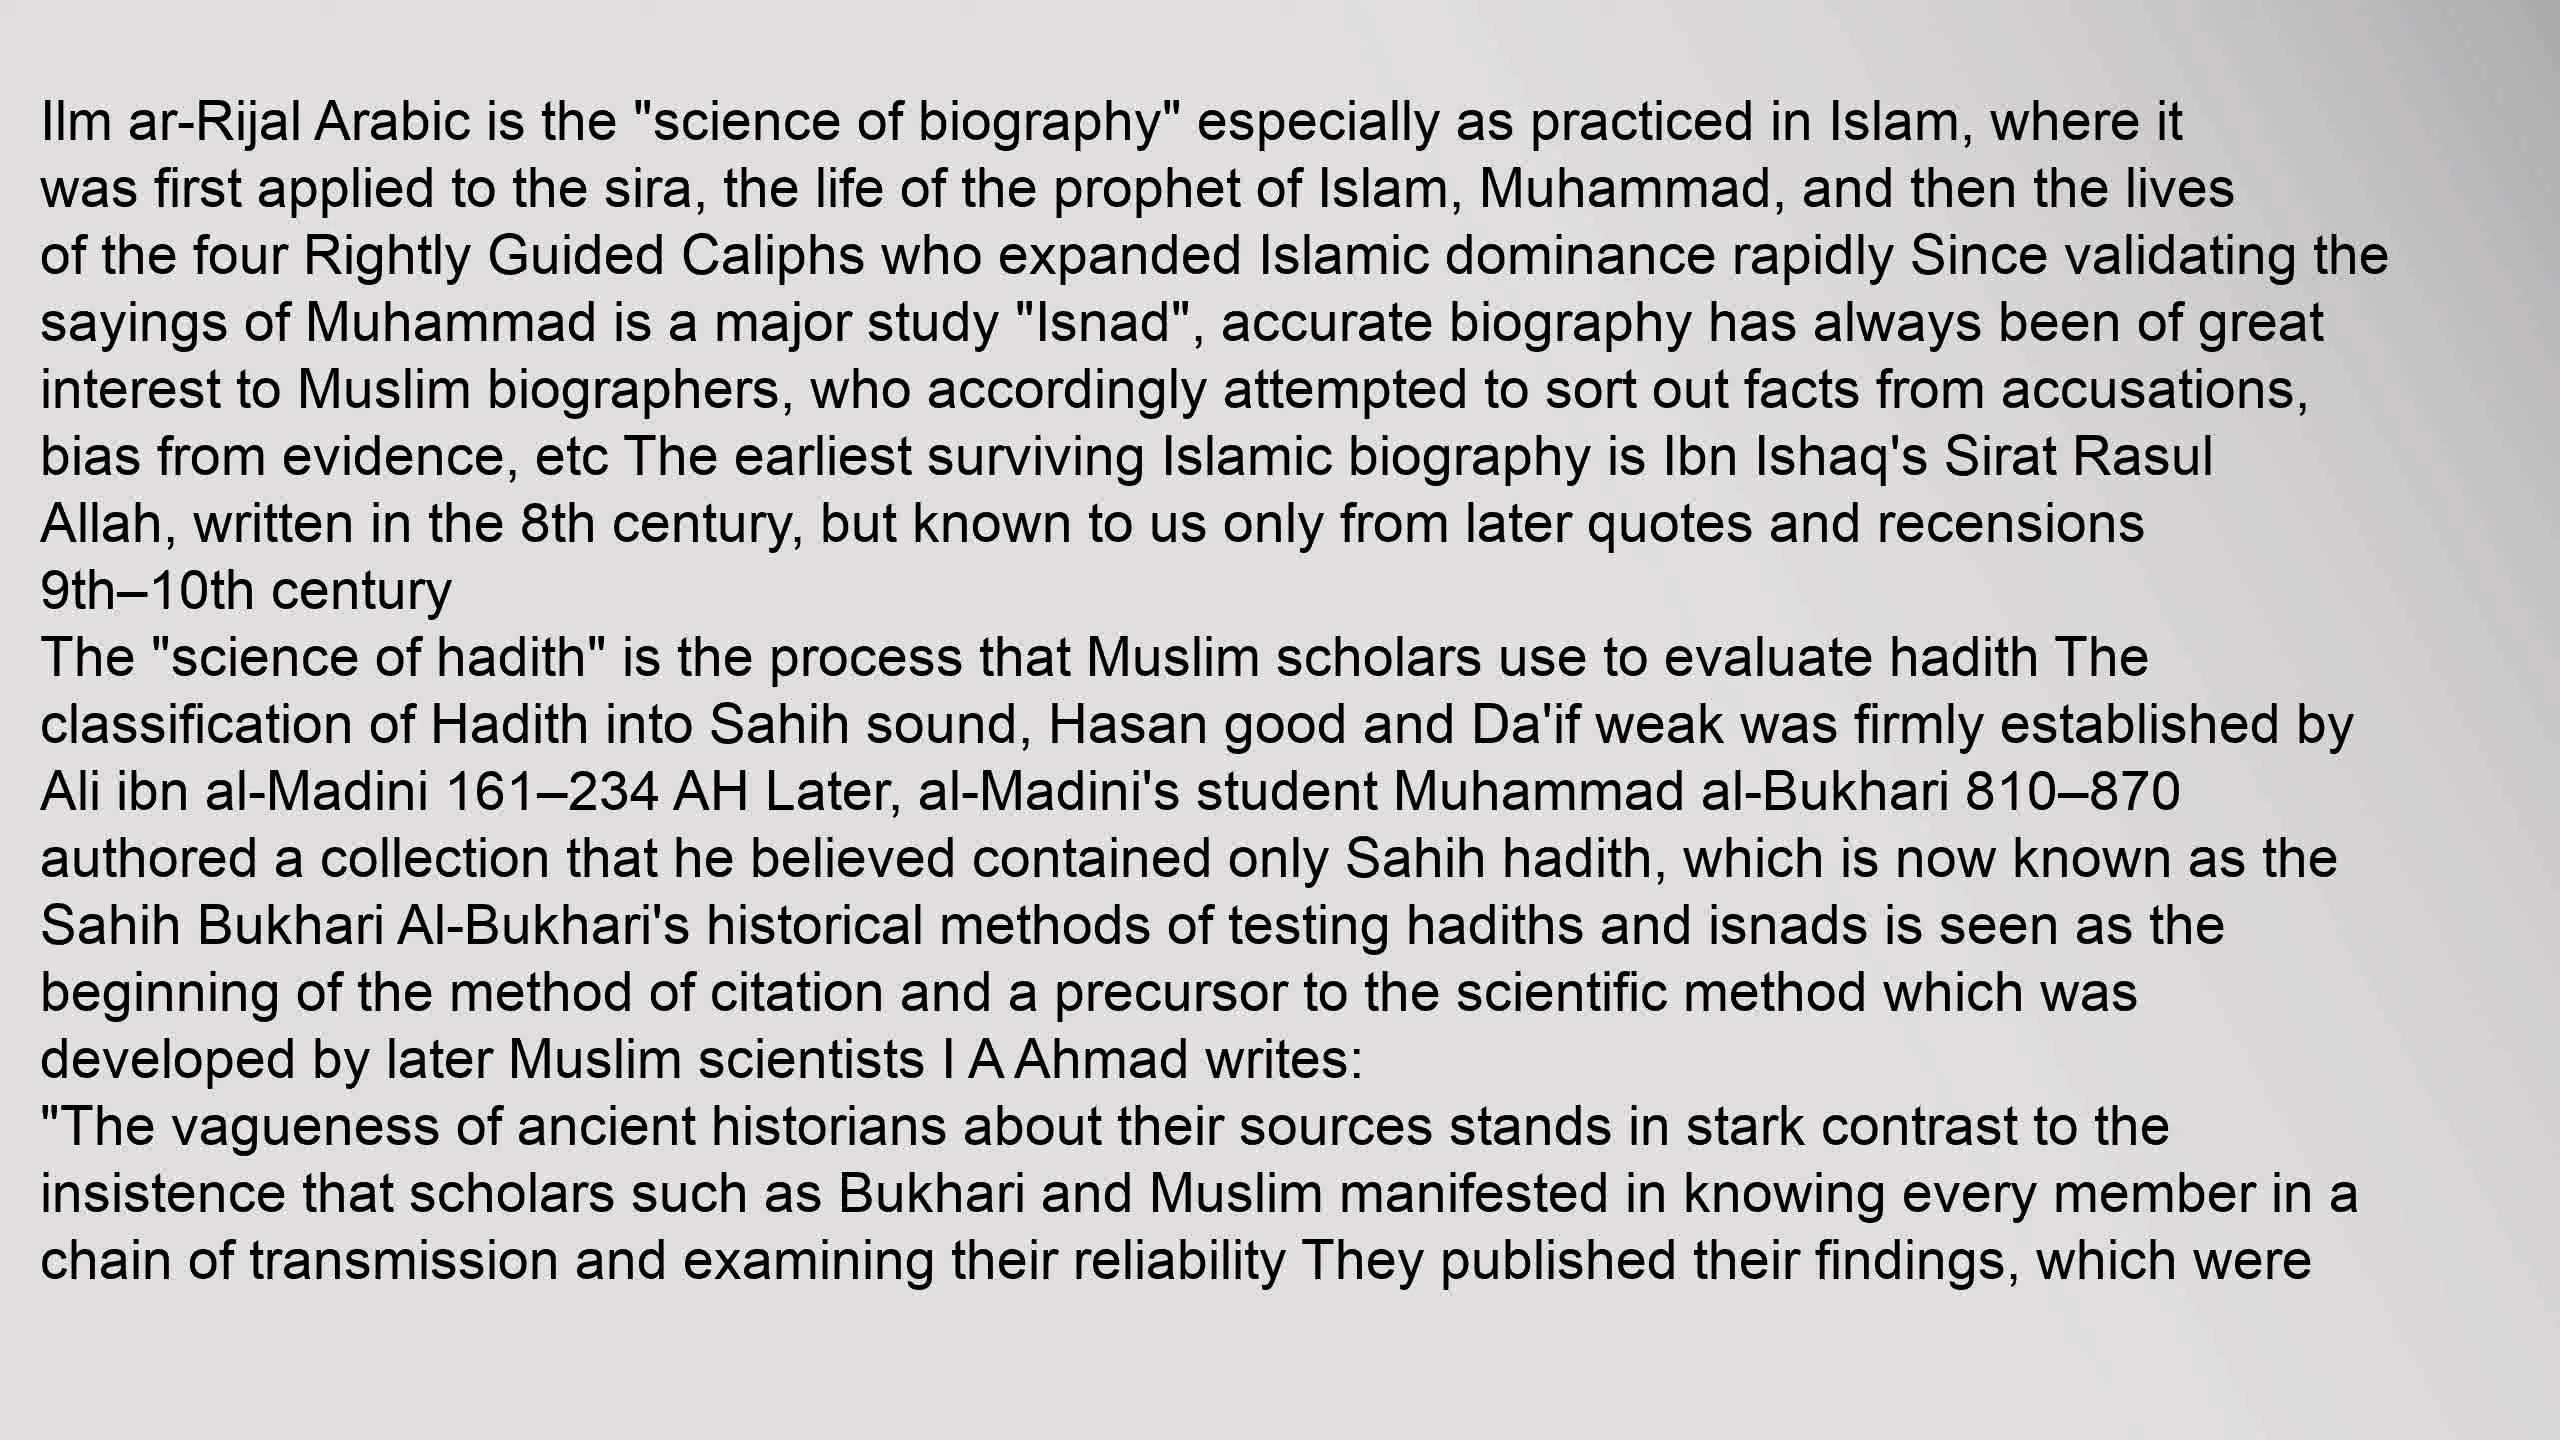 Ilm ar-Rijal Arabic is the "science of biography" especially as practiced in Islam, where it
was first applied to the sira, the life of the prophet of Islam, Muhammad, and then the lives
of the four Rightly Guided Caliphs who expanded Islamic dominance rapidly Since validating the
sayings of Muhammad is a major study "Isnad", accurate biography has always been of great
interest to Muslim biographers, who accordingly attempted to sort out facts from accusations,
bias from evidence, etc The earliest surviving Islamic biography is Ibn Ishaq's Sirat Rasul
Allah, written in the 8th century, but known to us only from later quotes and recensions
9th–10th century
The "science of hadith" is the process that Muslim scholars use to evaluate hadith The
classification of Hadith into Sahih sound, Hasan good and Da'if weak was firmly established by
Ali ibn al-Madini 161–234 AH Later, al-Madini's student Muhammad al-Bukhari 810–870
authored a collection that he believed contained only Sahih hadith, which is now known as the
Sahih Bukhari Al-Bukhari's historical methods of testing hadiths and isnads is seen as the
beginning of the method of citation and a precursor to the scientific method which was
developed by later Muslim scientists I A Ahmad writes:
"The vagueness of ancient historians about their sources stands in stark contrast to the
insistence that scholars such as Bukhari and Muslim manifested in knowing every member in a
chain of transmission and examining their reliability They published their findings, which were